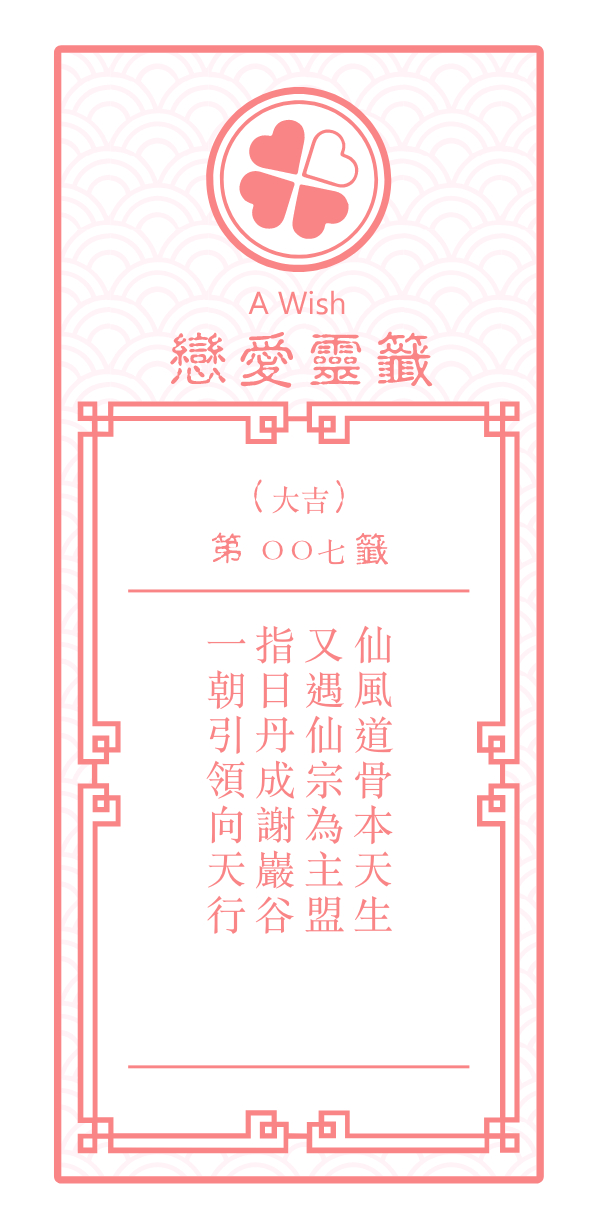 A Wish
戀愛靈籤
（大吉）
第 〇〇七 籤
仙風道骨本天生
又遇仙宗為主盟
指日丹成謝巖谷
一朝引領向天行